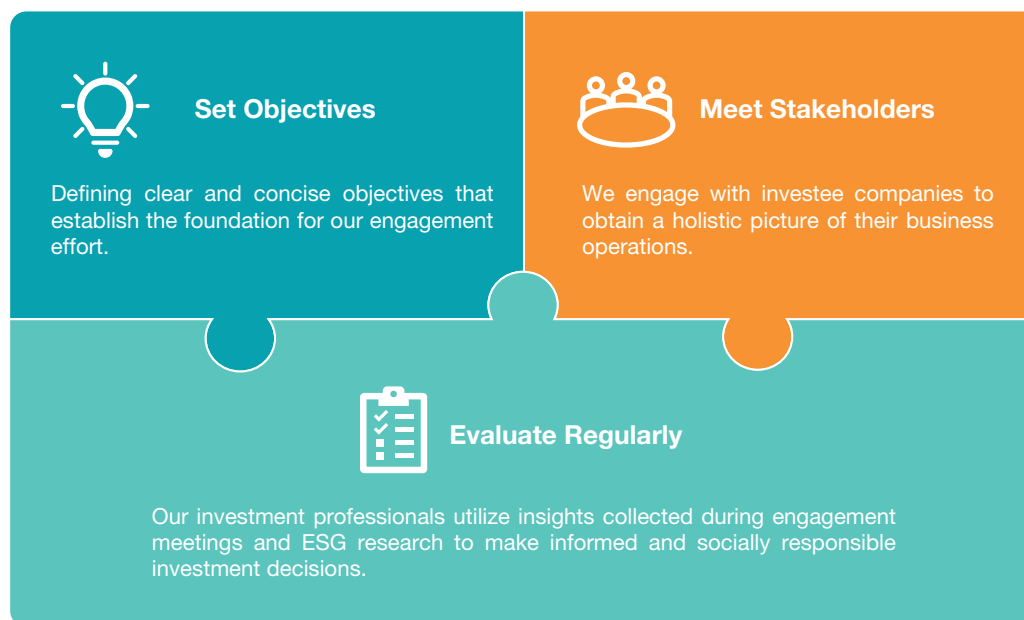 Set Objectives
Defining clear and concise objectives that
establish the foundation for our engagement
effort.
Meet Stakeholders
We engage with investee companies to
obtain a holistic picture of their business
operations.
Evaluate Regularly
Our investment professionals utilize insights collected during engagement
meetings and ESG research to make informed and socially responsible
investment decisions.